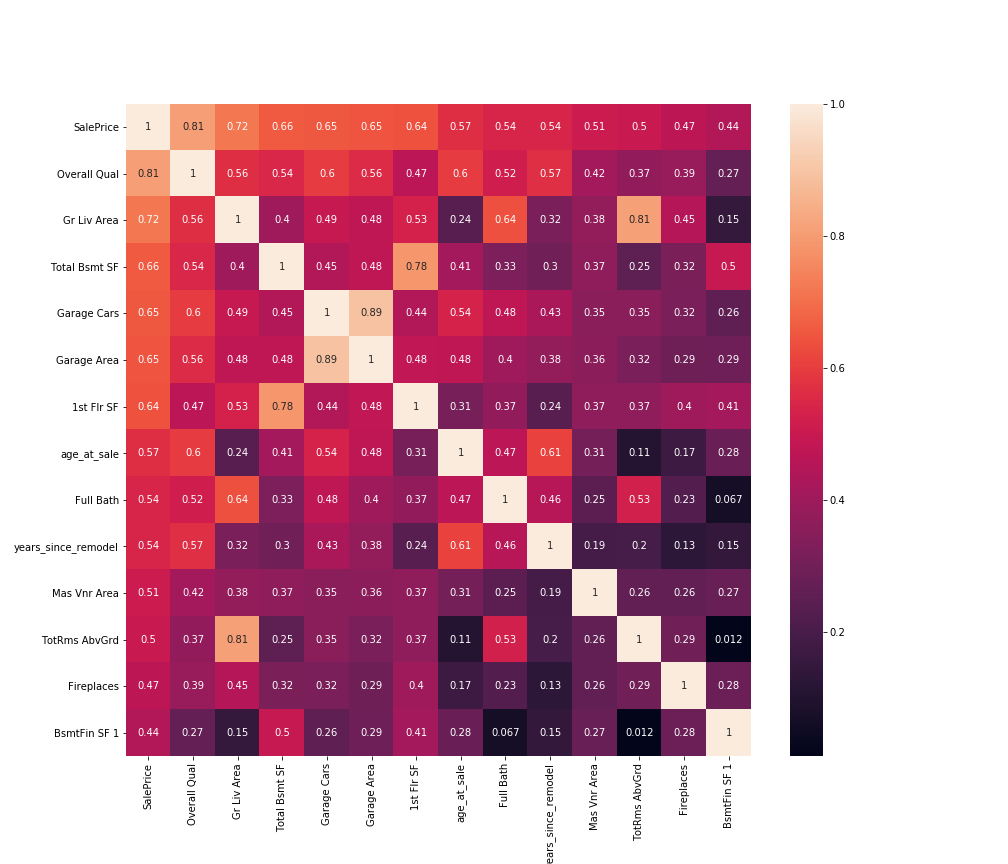 SalePrice 1 0.81 0.72 0.66 0.65 0.65 0.64 0.57 0.54 0.54 0.51 0.5 0.47 0.44 1.0
Overall Qual 0.81 1 0.56 0.54 0.6 0.56 0.47 0.6 0.52 0.57 0.42 0.37 0.39 0.27
Gr Liv Area 0.72 0.56 1 0.4 0.49 0.48 0.53 0.24 0.64 0.32 0.38 0.81 0.45 0.15 0.8
Total Bsmt SF 0.66 0.54 0.4 1 0.45 0.48 0.78 0.41 0.33 0.3 0.37 0.25 0.32 0.5
Garage Cars 0.65 0.6 0.49 0.45 1 0.89 0.44 0.54 0.48 0.43 0.35 0.35 0.32 0.26
Garage Area 0.65 0.56 0.48 0.48 0.89 1 0.48 0.48 0.4 0.38 0.36 0.32 0.29 0.29 0.6
1st Flr SF 0.64 0.47 0.53 0.78 0.44 0.48 1 0.31 0.37 0.24 0.37 0.37 0.4 0.41
age_at_sale 0.57 0.6 0.24 0.41 0.54 0.48 0.31 1 0.47 0.61 0.31 0.11 0.17 0.28
Full Bath 0.54 0.52 0.64 0.33 0.48 0.4 0.37 0.47 1 0.46 0.25 0.53 0.23 0.067 0.4
years_since_remodel 0.54 0.57 0.32 0.3 0.43 0.38 0.24 0.61 0.46 1 0.19 0.2 0.13 0.15
Mas Vnr Area 0.51 0.42 0.38 0.37 0.35 0.36 0.37 0.31 0.25 0.19 1 0.26 0.26 0.27
TotRms AbvGrd 0.5 0.37 0.81 0.25 0.35 0.32 0.37 0.11 0.53 0.2 0.26 1 0.29 0.012 0.2
Fireplaces 0.47 0.39 0.45 0.32 0.32 0.29 0.4 0.17 0.23 0.13 0.26 0.29 1 0.28
BsmtFin SF 1 0.44 0.27 0.15 0.5 0.26 0.29 0.41 0.28 0.067 0.15 0.27 0.012 0.28 1
SalePrice
Overall Qual
Gr Liv Area
Total Bsmt SF
Garage Cars
Garage Area
1st Flr SF
age_at_sale
Full Bath
ears_since_remodel
Mas Vnr Area
TotRms AbvGrd
Fireplaces
BsmtFin SF 1